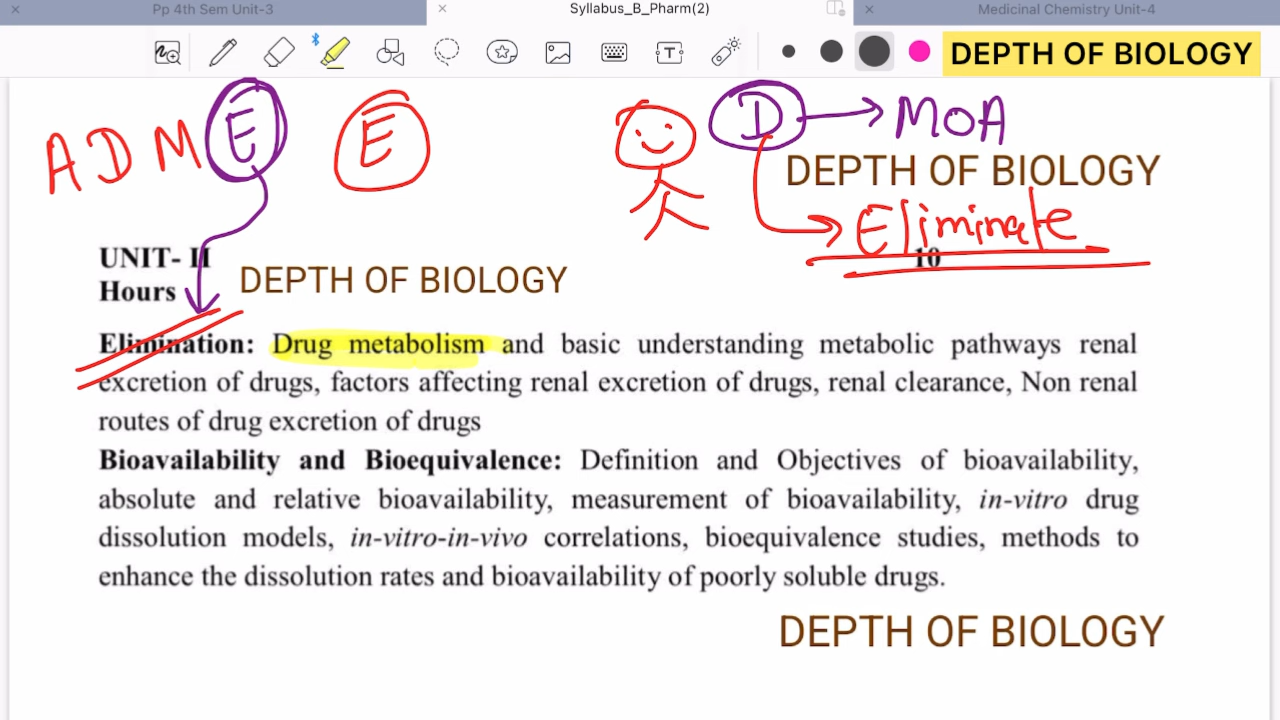 Pp 4th Sem Unit-3
Syllabus_B_Pharm(2)
Medicinal Chemistry Unit-4
DEPTH OF BIOLOGY
A D M E E
D → MOA
DEPTH OF BIOLOGY
Eliminate
UNIT- II 10
Hours
DEPTH OF BIOLOGY
Elimination: Drug metabolism and basic understanding metabolic pathways renal
excretion of drugs, factors affecting renal excretion of drugs, renal clearance, Non renal
routes of drug excretion of drugs
Bioavailability and Bioequivalence: Definition and Objectives of bioavailability,
absolute and relative bioavailability, measurement of bioavailability, in-vitro drug
dissolution models, in-vitro-in-vivo correlations, bioequivalence studies, methods to
enhance the dissolution rates and bioavailability of poorly soluble drugs.
DEPTH OF BIOLOGY